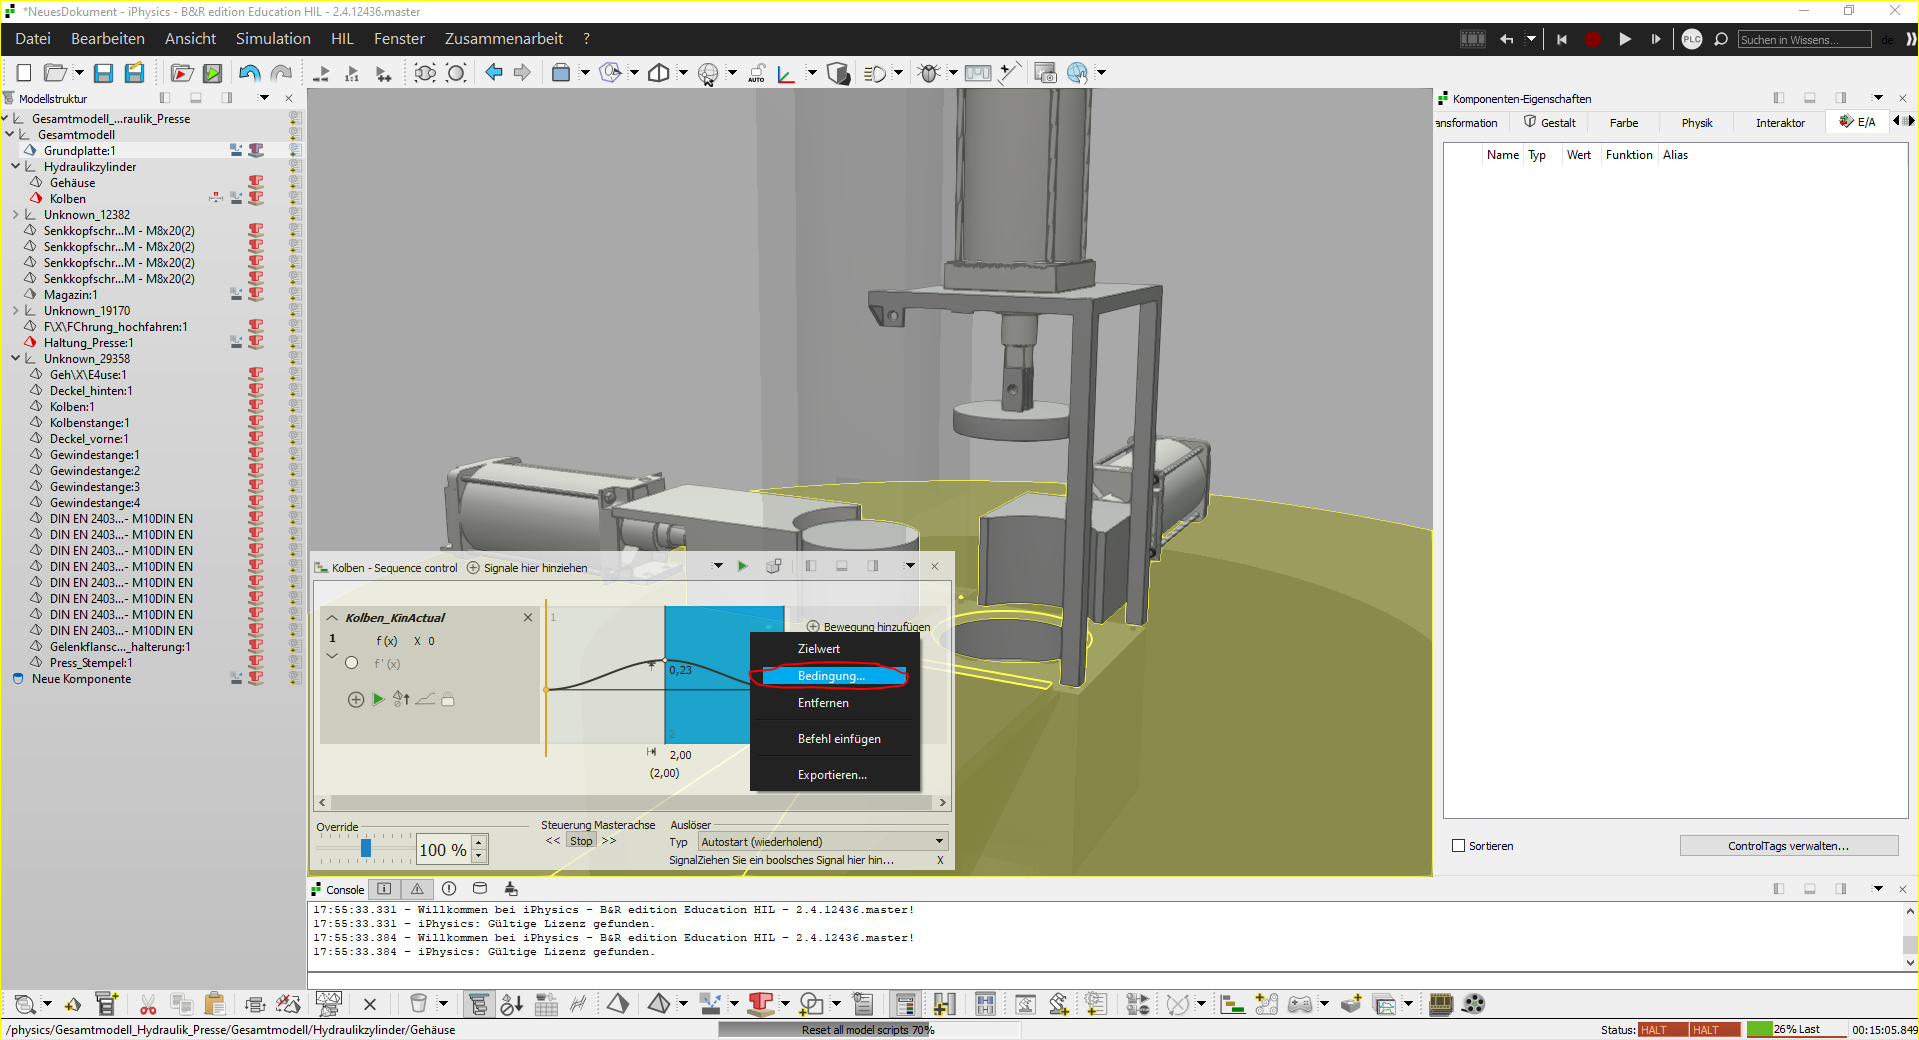 *NeuesDokument - iPhysics - B&R edition Education HIL - 2.4.12436.master
Datei Bearbeiten Ansicht Simulation HIL Fenster Zusammenarbeit ?
PLC Suchen in Wissens... de
1:1 AUTO
Modellstruktur
Gesamtmodell_...raulik_Presse
Gesamtmodell
Grundplatte:1
Hydraulikzylinder
Gehäuse
Kolben
Unknown_12382
Senkkopfschr...M - M8x20(2)
Senkkopfschr...M - M8x20(2)
Senkkopfschr...M - M8x20(2)
Senkkopfschr...M - M8x20(2)
Magazin:1
Unknown_19170
F\X\FChrung_hochfahren:1
Haltung_Presse:1
Unknown_29358
Geh\X\E4use:1
Deckel_hinten:1
Kolben:1
Kolbenstange:1
Deckel_vorne:1
Gewindestange:1
Gewindestange:2
Gewindestange:3
Gewindestange:4
DIN EN 2403...- M10DIN EN
DIN EN 2403...- M10DIN EN
DIN EN 2403...- M10DIN EN
DIN EN 2403...- M10DIN EN
DIN EN 2403...- M10DIN EN
DIN EN 2403...- M10DIN EN
DIN EN 2403...- M10DIN EN
DIN EN 2403...- M10DIN EN
Gelenkflansc..._halterung:1
Press_Stempel:1
Neue Komponente
Kolben - Sequence control Signale hier hinziehen
Kolben_KinActual
1
f (x) X 0
f' (x)
1
Bewegung hinzufügen
0,23
2
2,00
(2,00)
Zielwert
Bedingung...
Entfernen
Befehl einfügen
Exportieren...
Override
100 %
Steuerung Masterachse
<< Stop >>
Auslöser
Typ Autostart (wiederholend)
SignalZiehen Sie ein boolsches Signal hier hin... X
Komponenten-Eigenschaften
ansformation Gestalt Farbe Physik Interaktor E/A
Name Typ Wert Funktion Alias
Sortieren
ControlTags verwalten...
Console
17:55:33.331 - Willkommen bei iPhysics - B&R edition Education HIL - 2.4.12436.master!
17:55:33.331 - iPhysics: Gültige Lizenz gefunden.
17:55:33.384 - Willkommen bei iPhysics - B&R edition Education HIL - 2.4.12436.master!
17:55:33.384 - iPhysics: Gültige Lizenz gefunden.
/physics/Gesamtmodell_Hydraulik_Presse/Gesamtmodell/Hydraulikzylinder/Gehäuse
Reset all model scripts 70%
Status: HALT HALT 26% Last 00:15:05.849